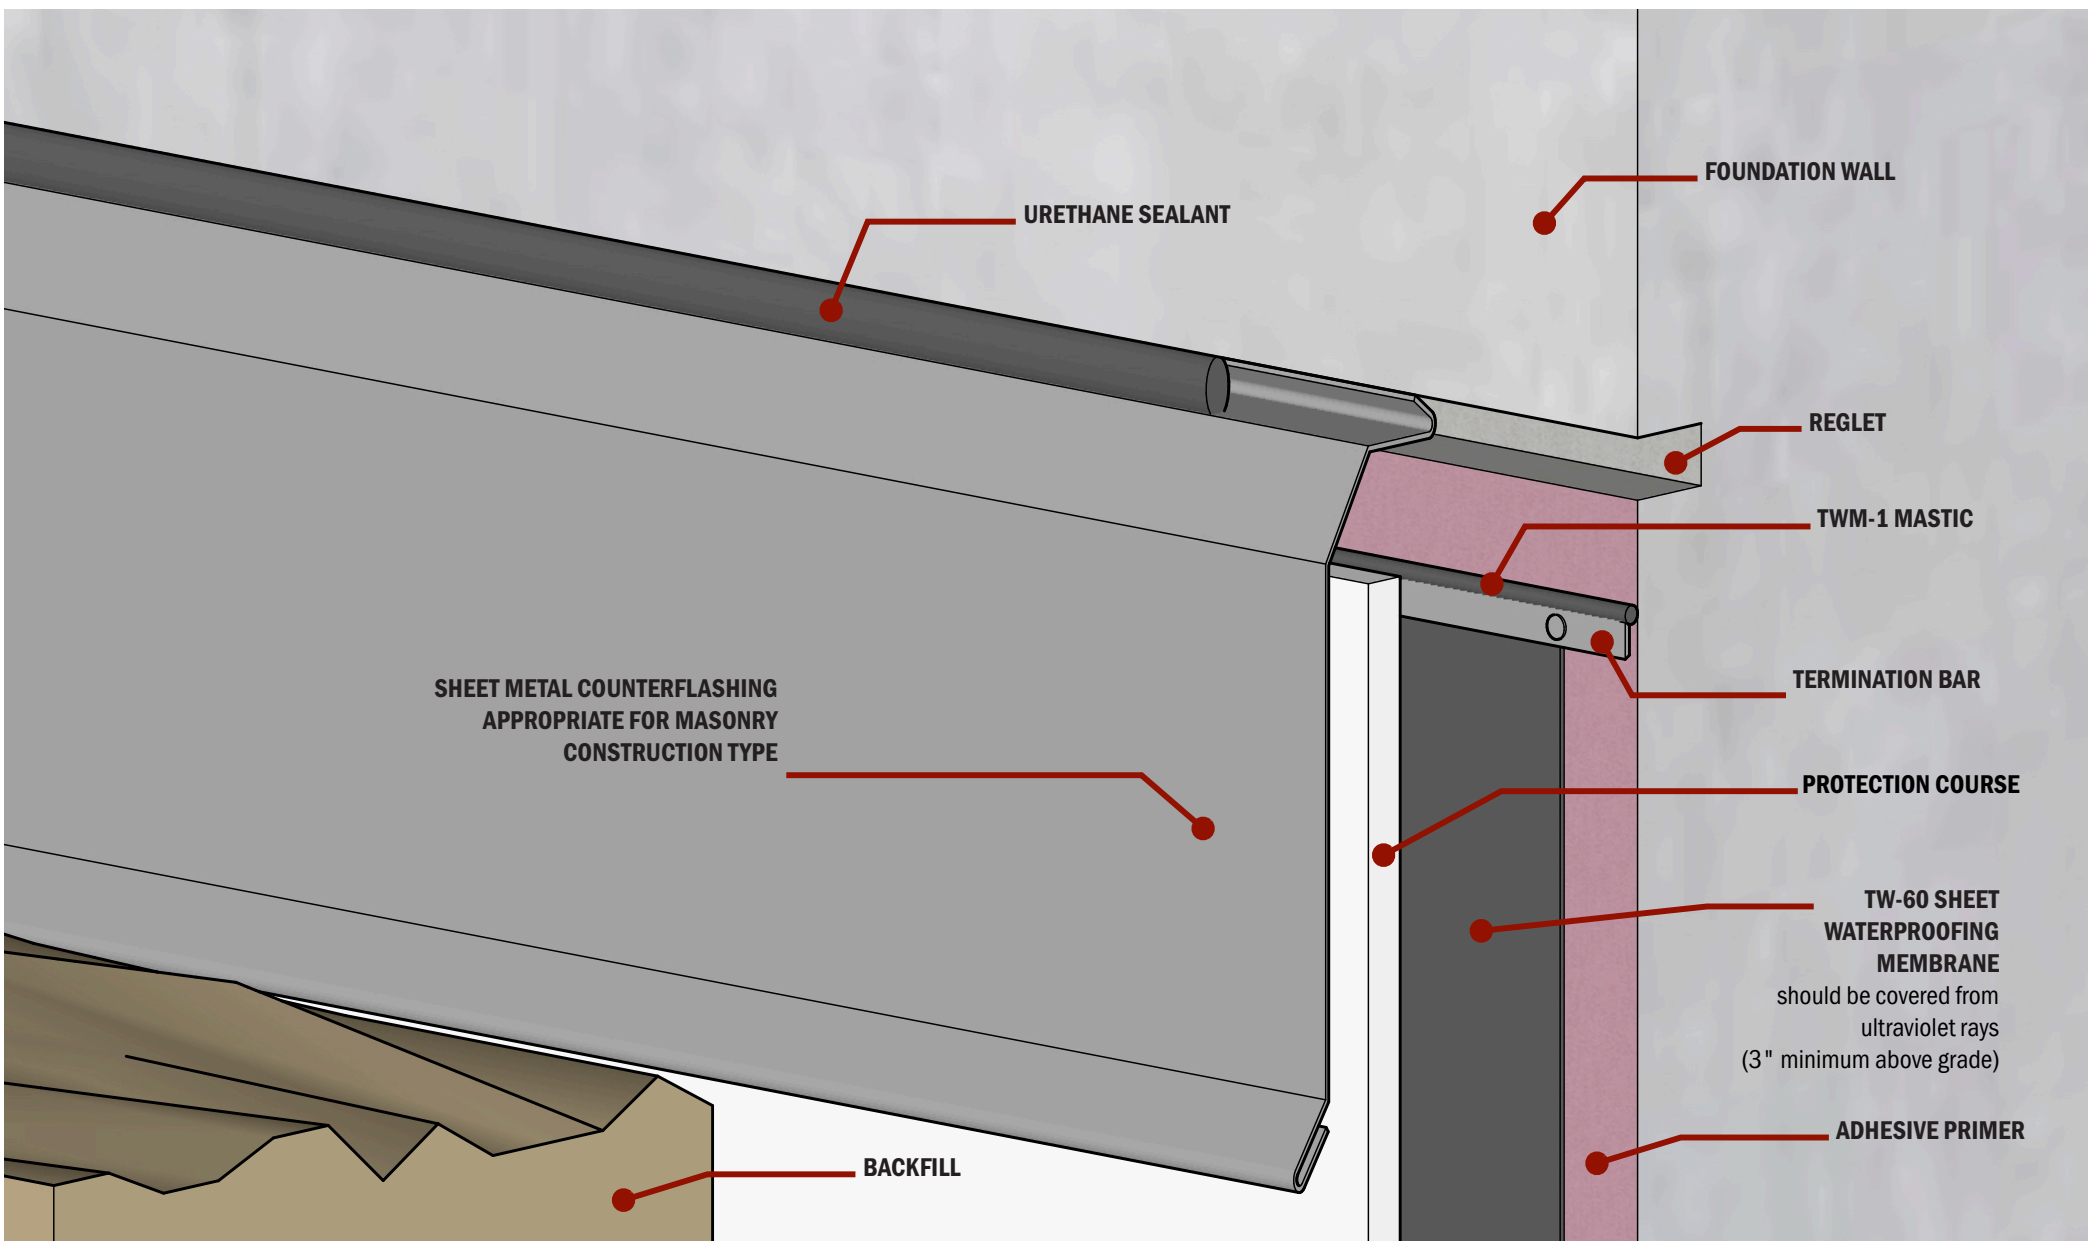 FOUNDATION WALL
URETHANE SEALANT
REGLET
TWM-1 MASTIC
TERMINATION BAR
SHEET METAL COUNTERFLASHING
APPROPRIATE FOR MASONRY
CONSTRUCTION TYPE
PROTECTION COURSE
TW-60 SHEET
WATERPROOFING
MEMBRANE
should be covered from
ultraviolet rays
(3" minimum above grade)
ADHESIVE PRIMER
BACKFILL